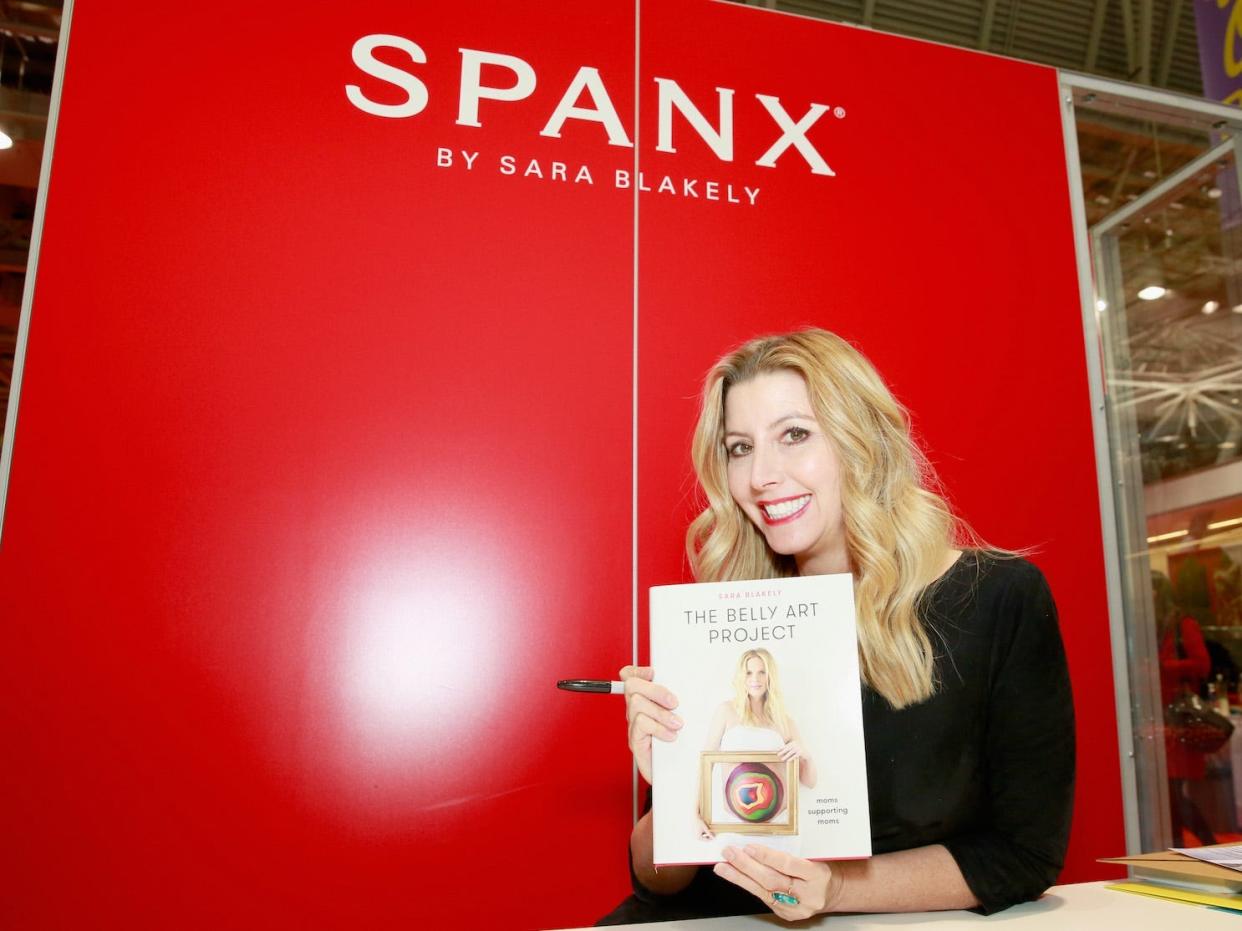 SPANX®
BY SARA BLAKELY
SARA BLAKELY
THE BELLY ART
PROJECT
moms
supporting
moms